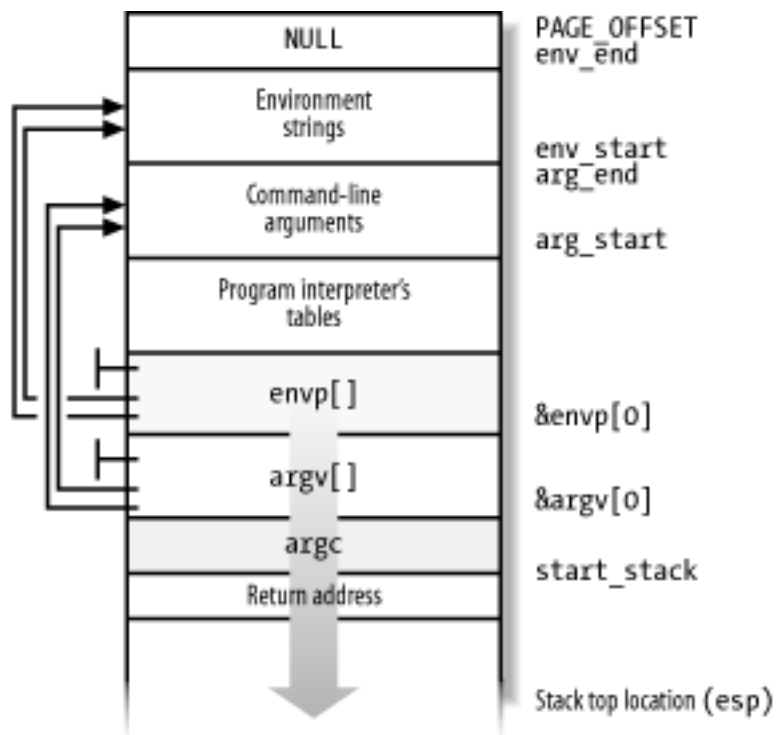 NULL
PAGE_OFFSET
env_end
Environment
strings
env_start
arg_end
Command-line
arguments
arg_start
Program interpreter's
tables
envp[]
&envp[0]
argv[]
&argv[0]
argc
start_stack
Return address
Stack top location (esp)